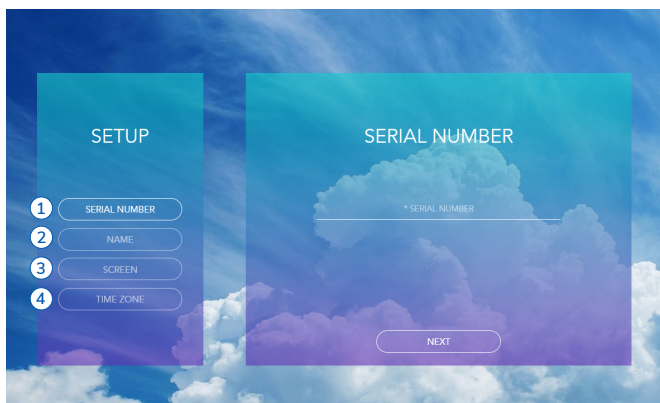 SETUP
1 SERIAL NUMBER
2 NAME
3 SCREEN
4 TIME ZONE
SERIAL NUMBER
* SERIAL NUMBER
NEXT